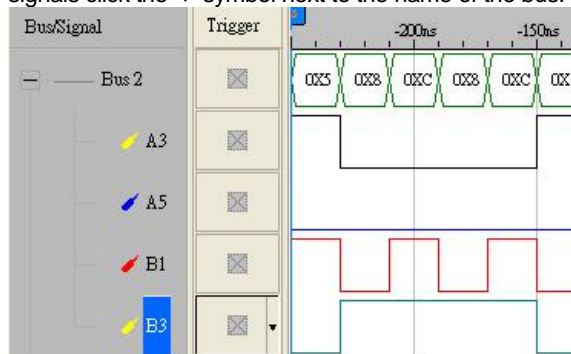 signals click the '+' symbol next to the name of the bus.
Bus/Signal Trigger -200ns -150ns
Bus 2 0X5 0X8 0XC 0X8 0XC 0X
A3
A5
B1
B3